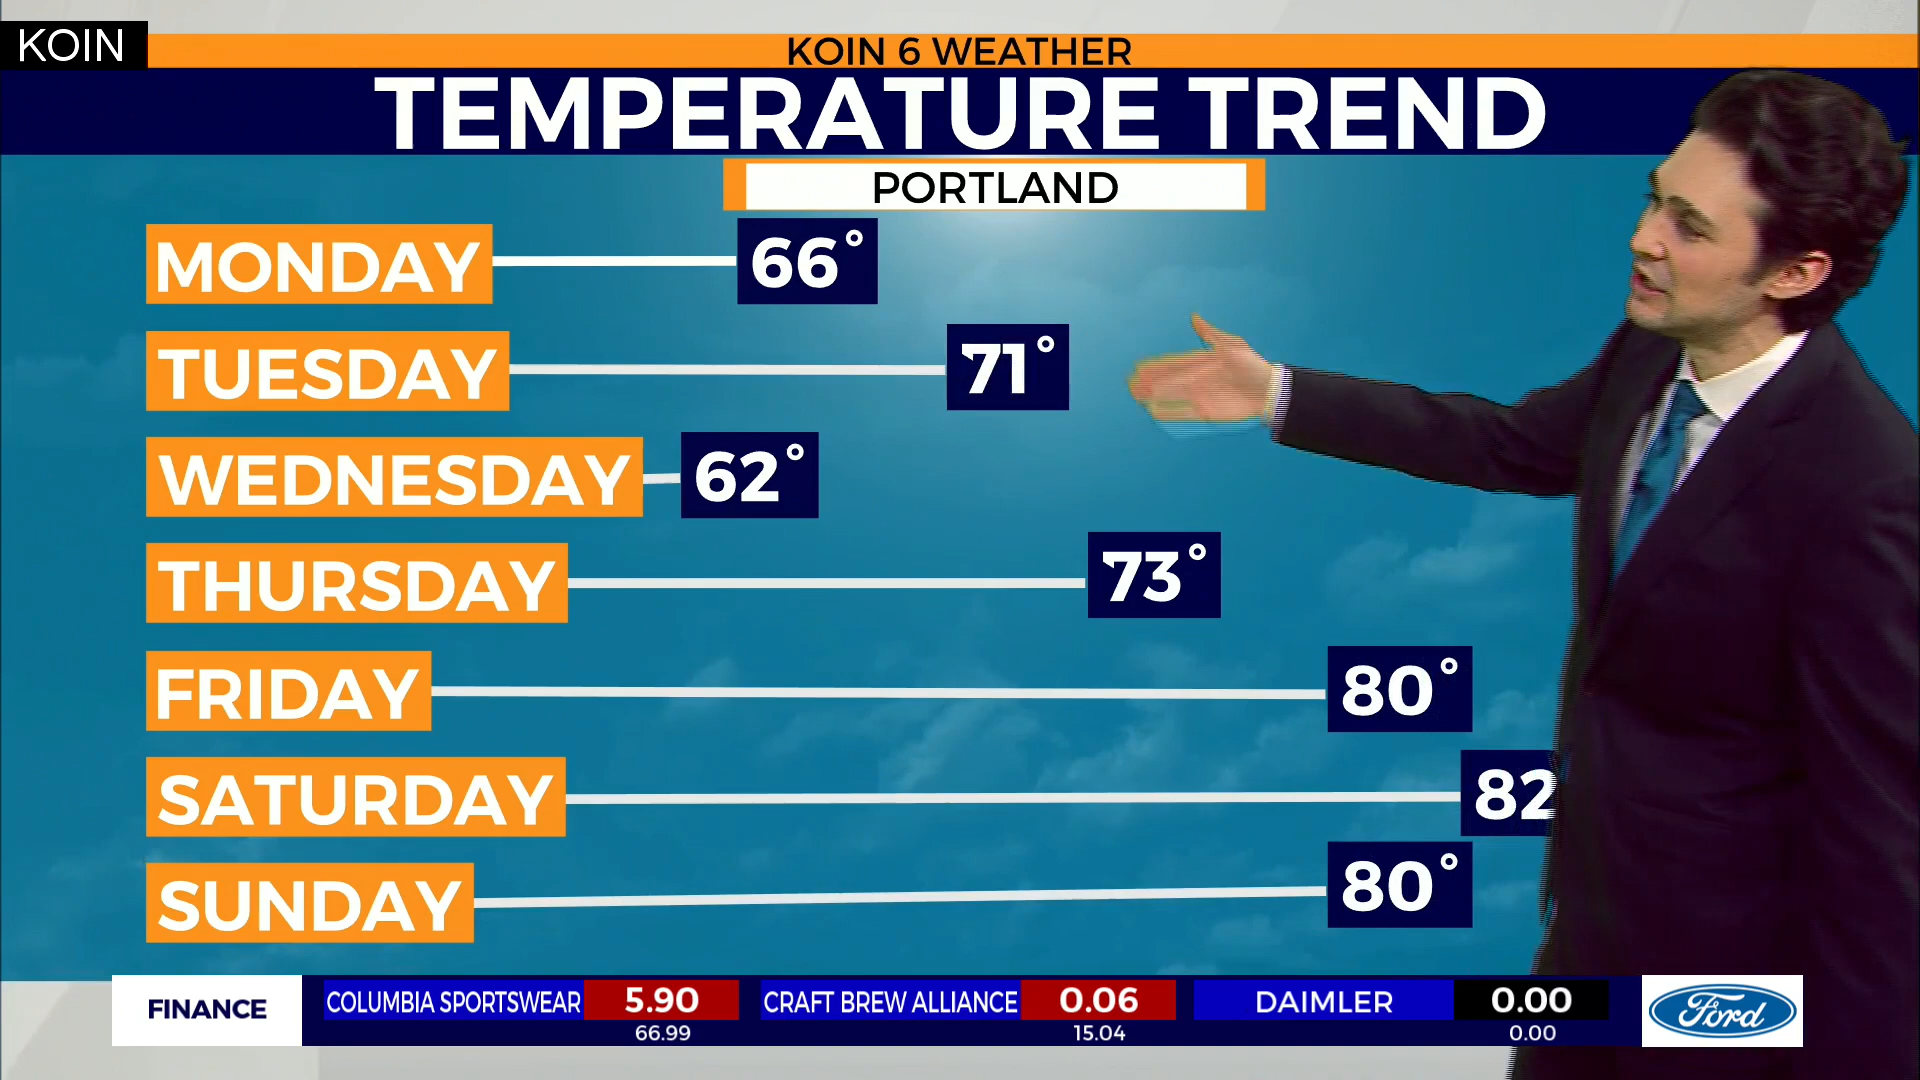 KOIN
KOIN 6 WEATHER
TEMPERATURE TREND
PORTLAND
MONDAY 66°
TUESDAY 71°
WEDNESDAY 62°
THURSDAY 73°
FRIDAY 80°
SATURDAY 82
SUNDAY 80°
FINANCE COLUMBIA SPORTSWEAR 5.90 CRAFT BREW ALLIANCE 0.06 DAIMLER 0.00 Ford
66.99 15.04 0.00